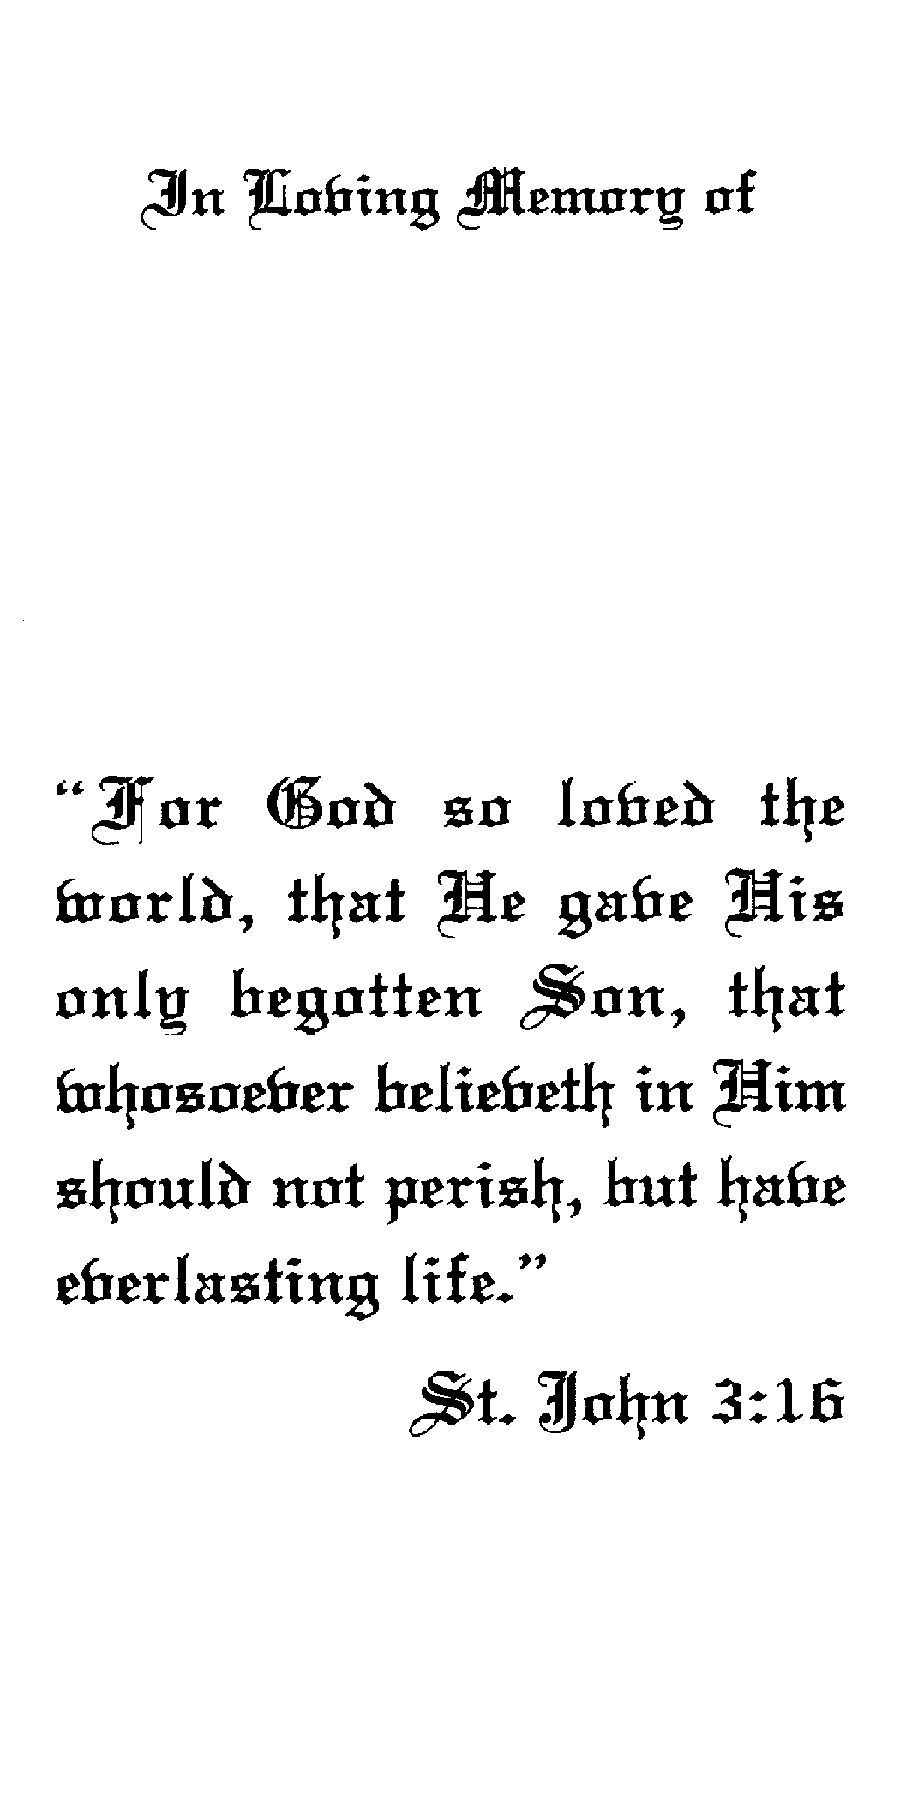 In Loving Memory of
“For God so loved the
world, that He gave His
only begotten Son, that
whosoever believeth in Him
should not perish, but have
everlasting life.”
St. John 3:16